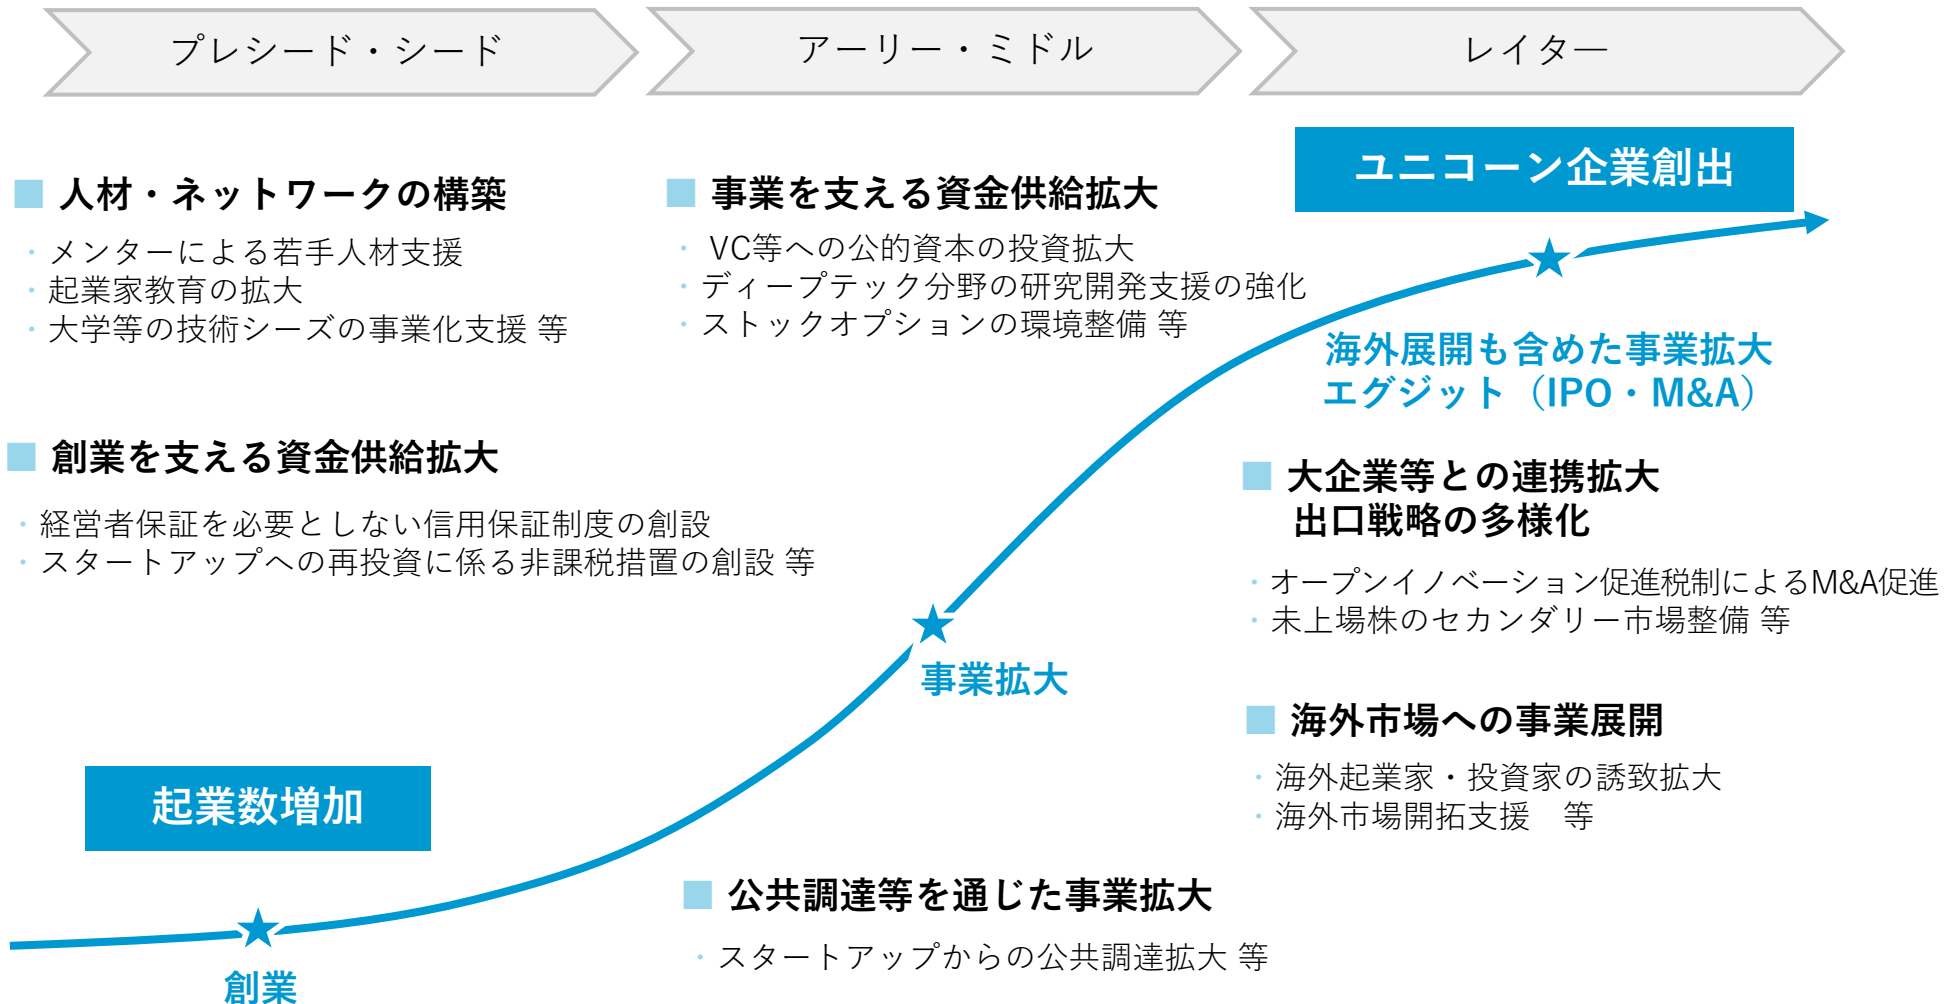 プレシード・シード
アーリー・ミドル
レイター
■ 人材・ネットワークの構築
・メンターによる若手人材支援
・起業家教育の拡大
・大学等の技術シーズの事業化支援 等
■ 創業を支える資金供給拡大
・経営者保証を必要としない信用保証制度の創設
・スタートアップへの再投資に係る非課税措置の創設 等
起業数増加
創業
■ 事業を支える資金供給拡大
・ VC等への公的資本の投資拡大
・ディープテック分野の研究開発支援の強化
・ストックオプションの環境整備 等
事業拡大
■ 公共調達等を通じた事業拡大
・スタートアップからの公共調達拡大 等
ユニコーン企業創出
海外展開も含めた事業拡大
エグジット（IPO・M&A）
■ 大企業等との連携拡大
出口戦略の多様化
・オープンイノベーション促進税制によるM&A促進
・未上場株のセカンダリー市場整備 等
■ 海外市場への事業展開
・海外起業家・投資家の誘致拡大
・海外市場開拓支援　等